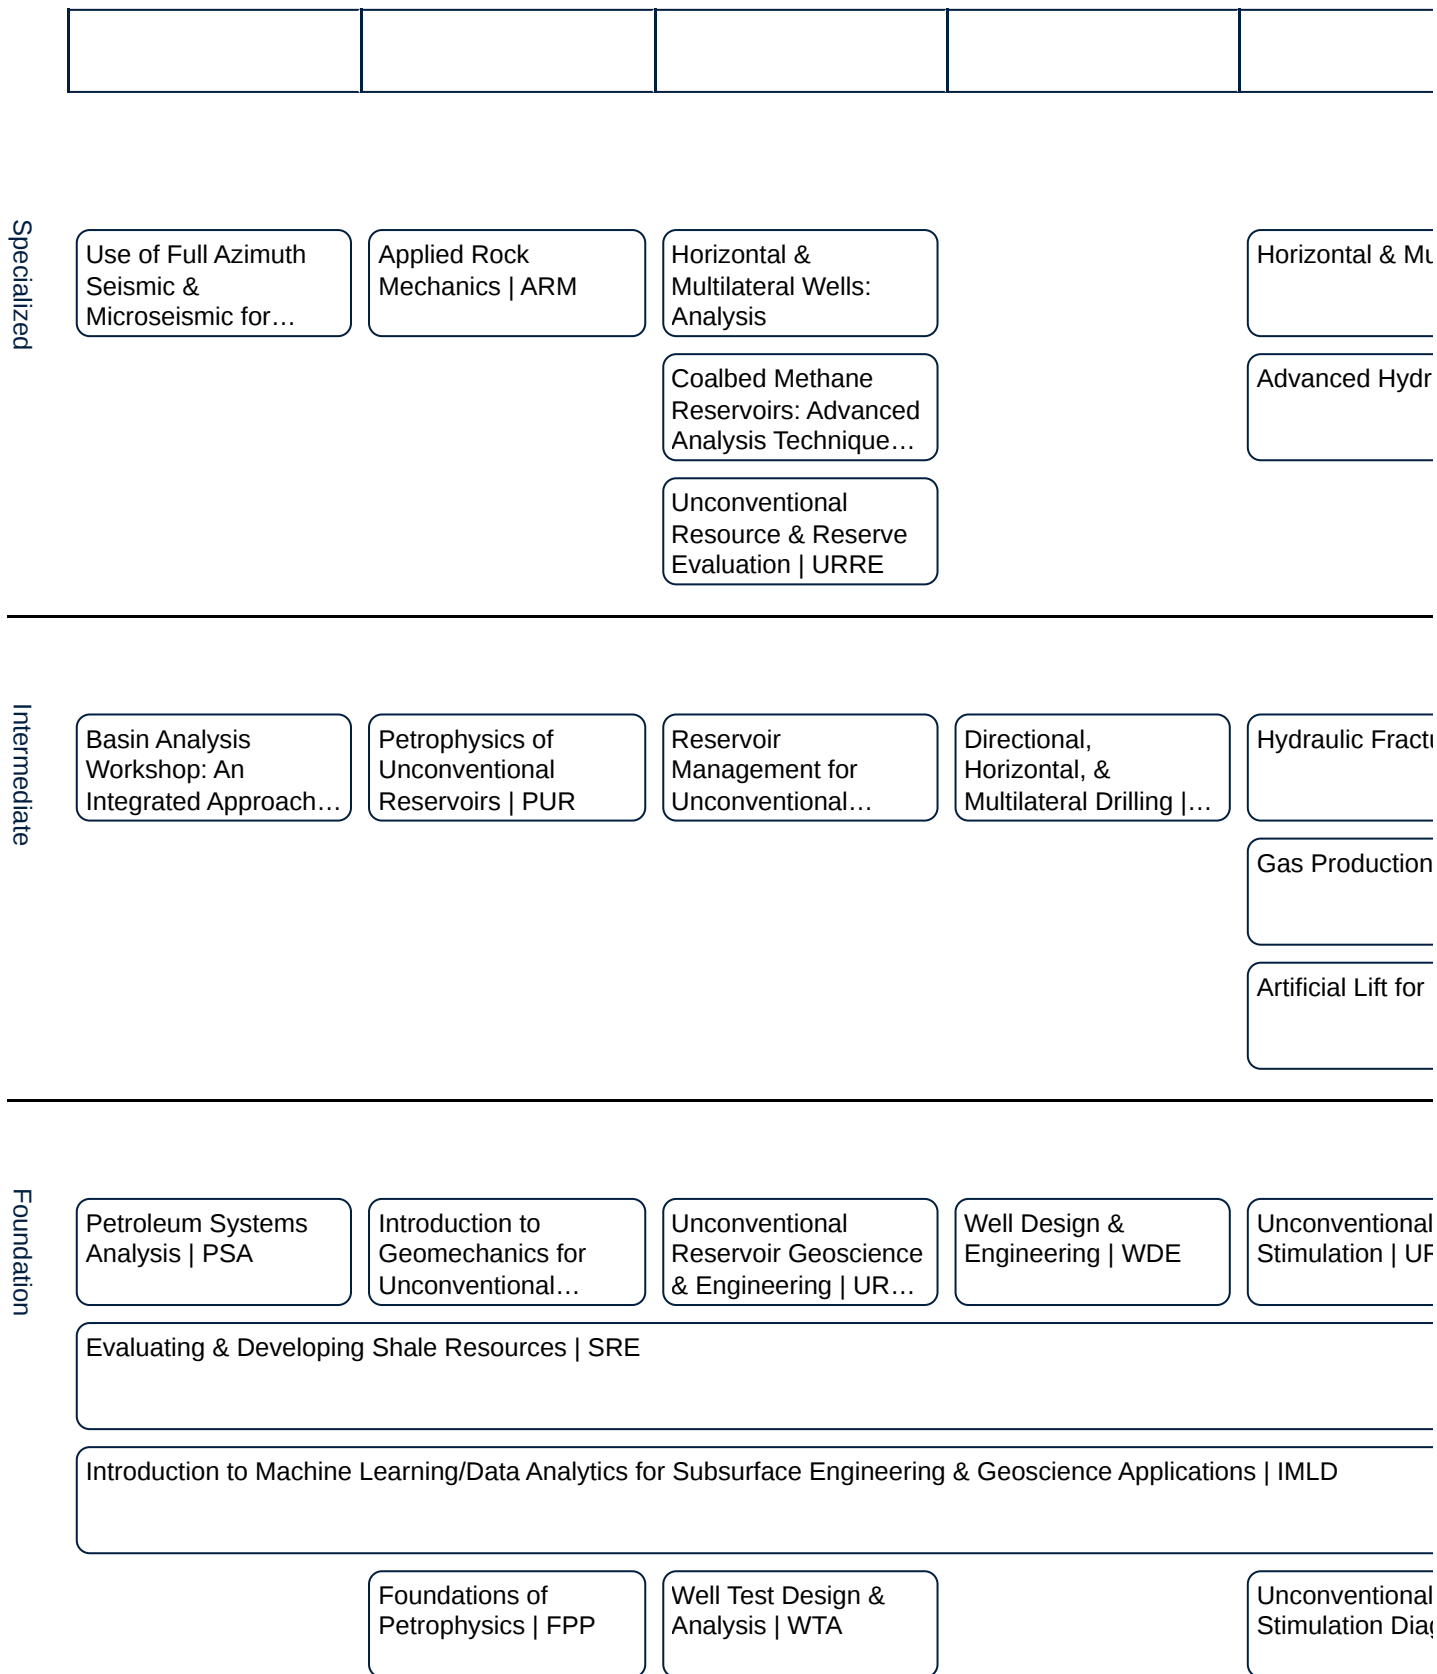 Specialized
Use of Full Azimuth
Seismic &
Microseismic for…
Applied Rock
Mechanics | ARM
Horizontal &
Multilateral Wells:
Analysis
Horizontal & Mu
Coalbed Methane
Reservoirs: Advanced
Analysis Technique…
Advanced Hydr
Unconventional
Resource & Reserve
Evaluation | URRE
Intermediate
Basin Analysis
Workshop: An
Integrated Approach…
Petrophysics of
Unconventional
Reservoirs | PUR
Reservoir
Management for
Unconventional…
Directional,
Horizontal, &
Multilateral Drilling |…
Hydraulic Fractu
Gas Production
Artificial Lift for
Foundation
Petroleum Systems
Analysis | PSA
Introduction to
Geomechanics for
Unconventional…
Unconventional
Reservoir Geoscience
& Engineering | UR…
Well Design &
Engineering | WDE
Unconventional
Stimulation | UR
Evaluating & Developing Shale Resources | SRE
Introduction to Machine Learning/Data Analytics for Subsurface Engineering & Geoscience Applications | IMLD
Foundations of
Petrophysics | FPP
Well Test Design &
Analysis | WTA
Unconventional
Stimulation Diag